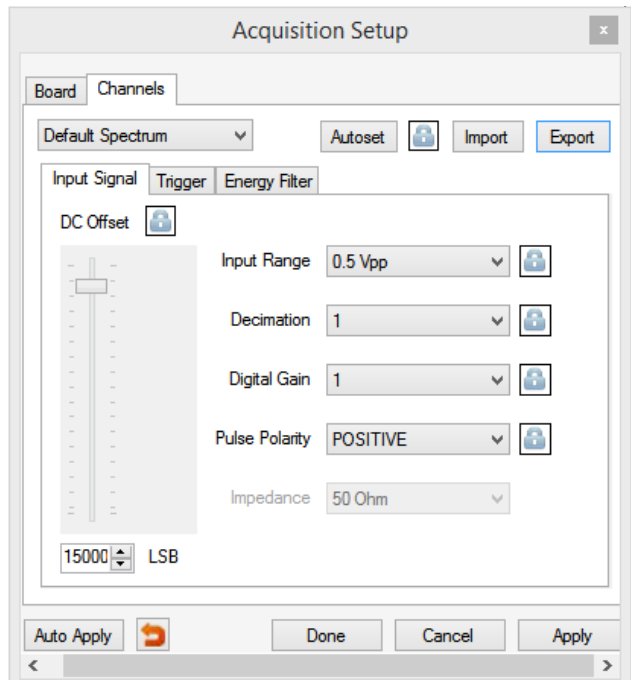 Acquisition Setup
x
Board Channels
Default Spectrum Autoset Import Export
Input Signal Trigger Energy Filter
DC Offset
Input Range 0.5 Vpp
Decimation 1
Digital Gain 1
Pulse Polarity POSITIVE
Impedance 50 Ohm
15000 LSB
Auto Apply Done Cancel Apply